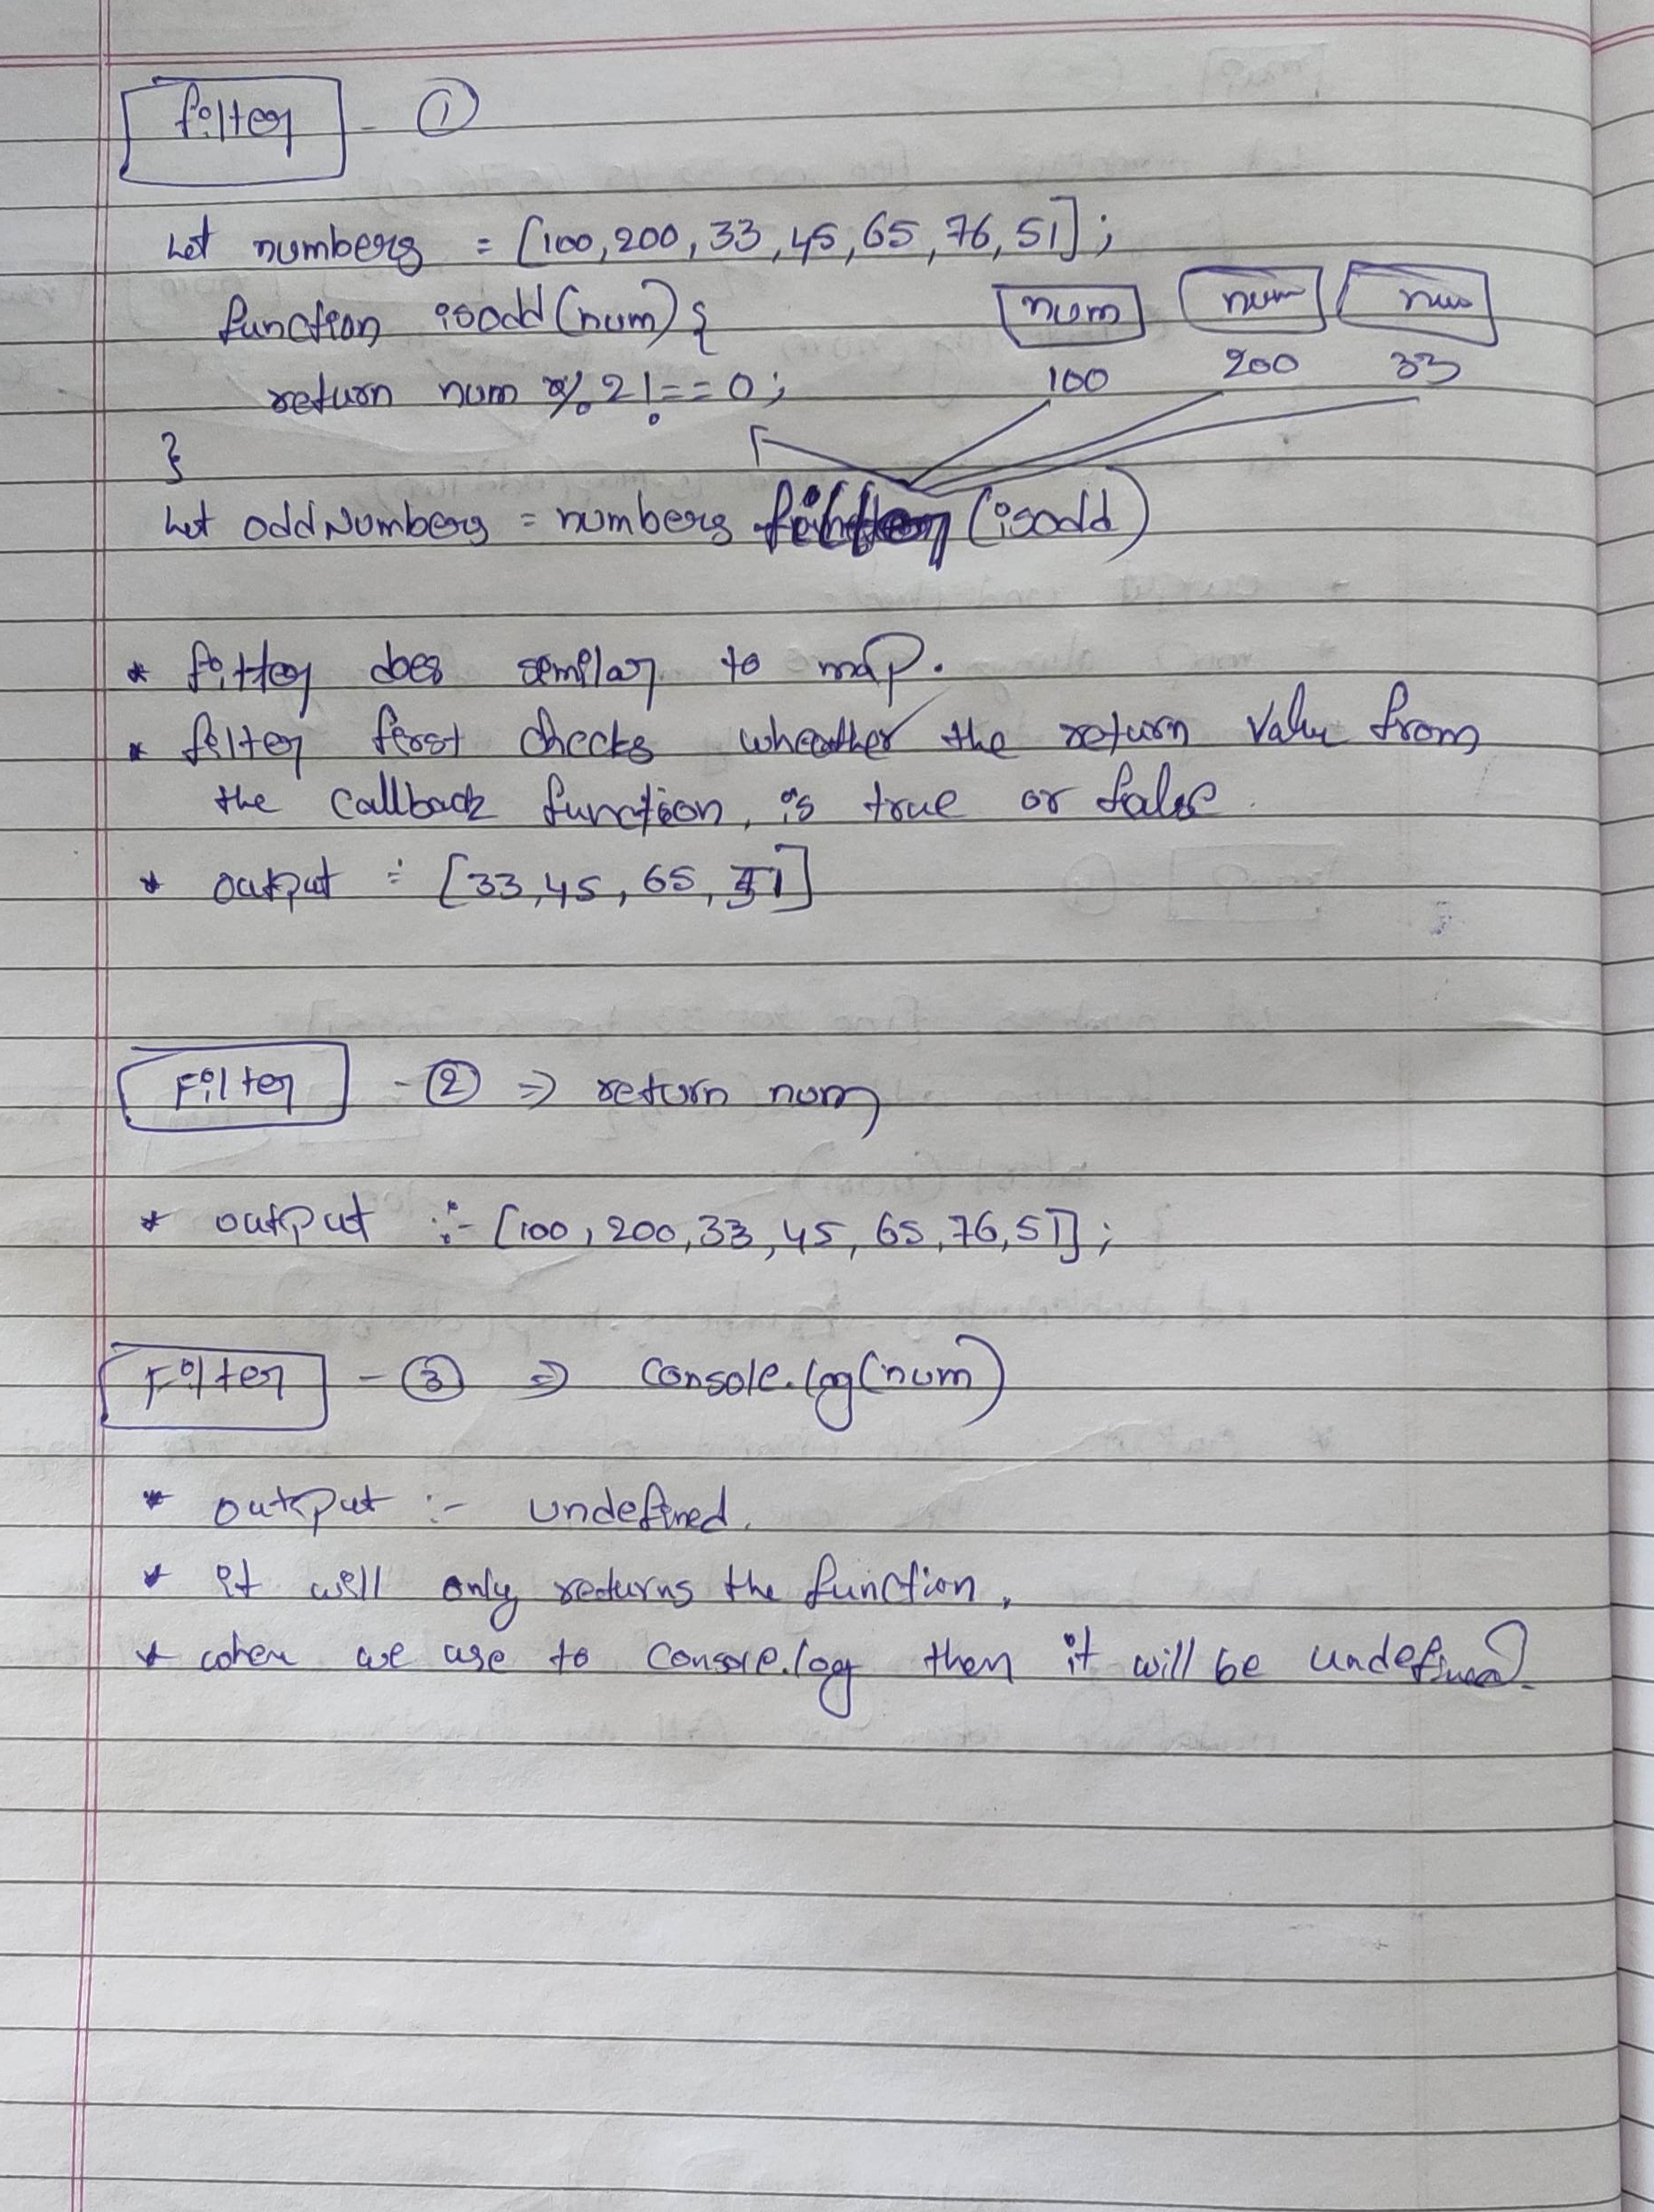 filter - ①
let numbers = [100,200,33,45,65,76,51];
function isodd(num){
num num num
return num % 2!==0;
100 200 33
}
let oddNumbers = numbers filter (isodd)
* filter does similar to map.
* filter first checks wheather the return value from
the callback function, is true or false.
* output : [33,45,65,51]
Filter - ② => return num
* output :- [100,200,33,45,65,76,51];
Filter - ③ => console.log(num)
* output :- undefined.
* it will only returns the function,
* when we use to console.log then it will be undefined.